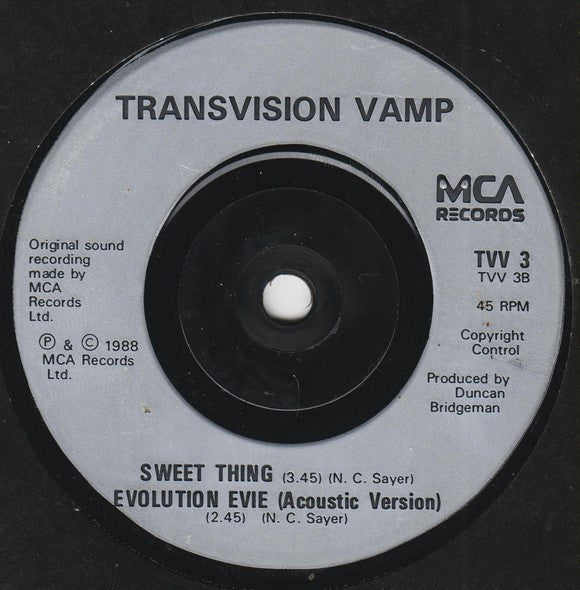 TRANSVISION VAMP
MCA
RECORDS
Original sound
recording
made by
MCA
Records
Ltd.
Ⓟ & © 1988
MCA Records
Ltd.
TVV 3
TVV 3B
45 RPM
Copyright
Control
Produced by
Duncan
Bridgeman
SWEET THING (3.45) (N. C. Sayer)
EVOLUTION EVIE (Acoustic Version)
(2.45) (N. C. Sayer)